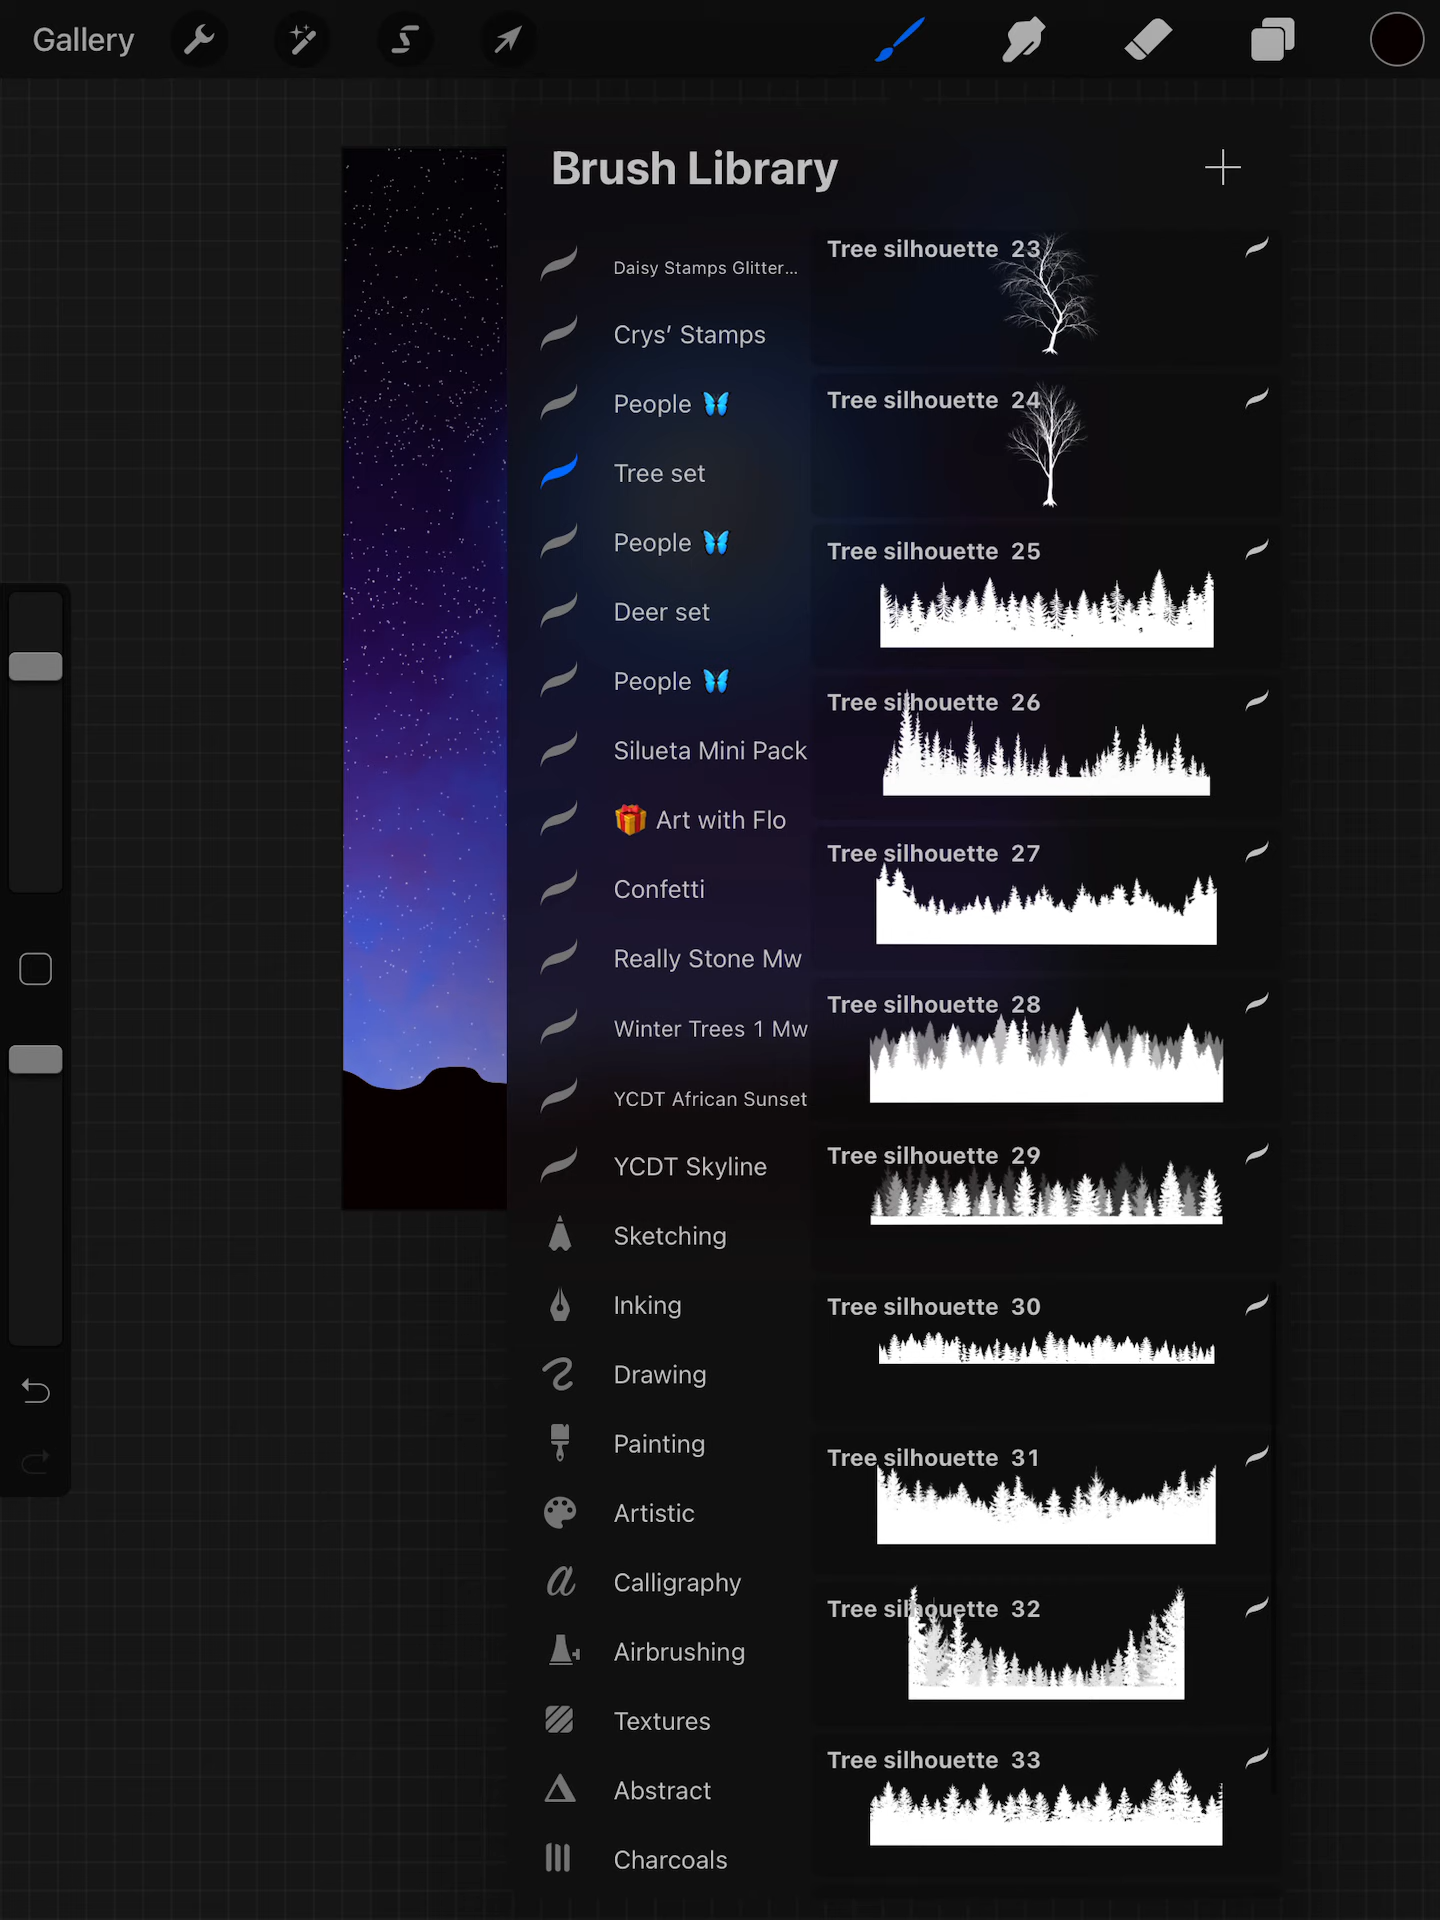 Gallery
Brush Library
Daisy Stamps Glitter...
Crys' Stamps
People 🦋
Tree set
People 🦋
Deer set
People 🦋
Silueta Mini Pack
🎁 Art with Flo
Confetti
Really Stone Mw
Winter Trees 1 Mw
YCDT African Sunset
YCDT Skyline
Sketching
Inking
Drawing
Painting
Artistic
Calligraphy
Airbrushing
Textures
Abstract
Charcoals
Tree silhouette 23
Tree silhouette 24
Tree silhouette 25
Tree silhouette 26
Tree silhouette 27
Tree silhouette 28
Tree silhouette 29
Tree silhouette 30
Tree silhouette 31
Tree silhouette 32
Tree silhouette 33